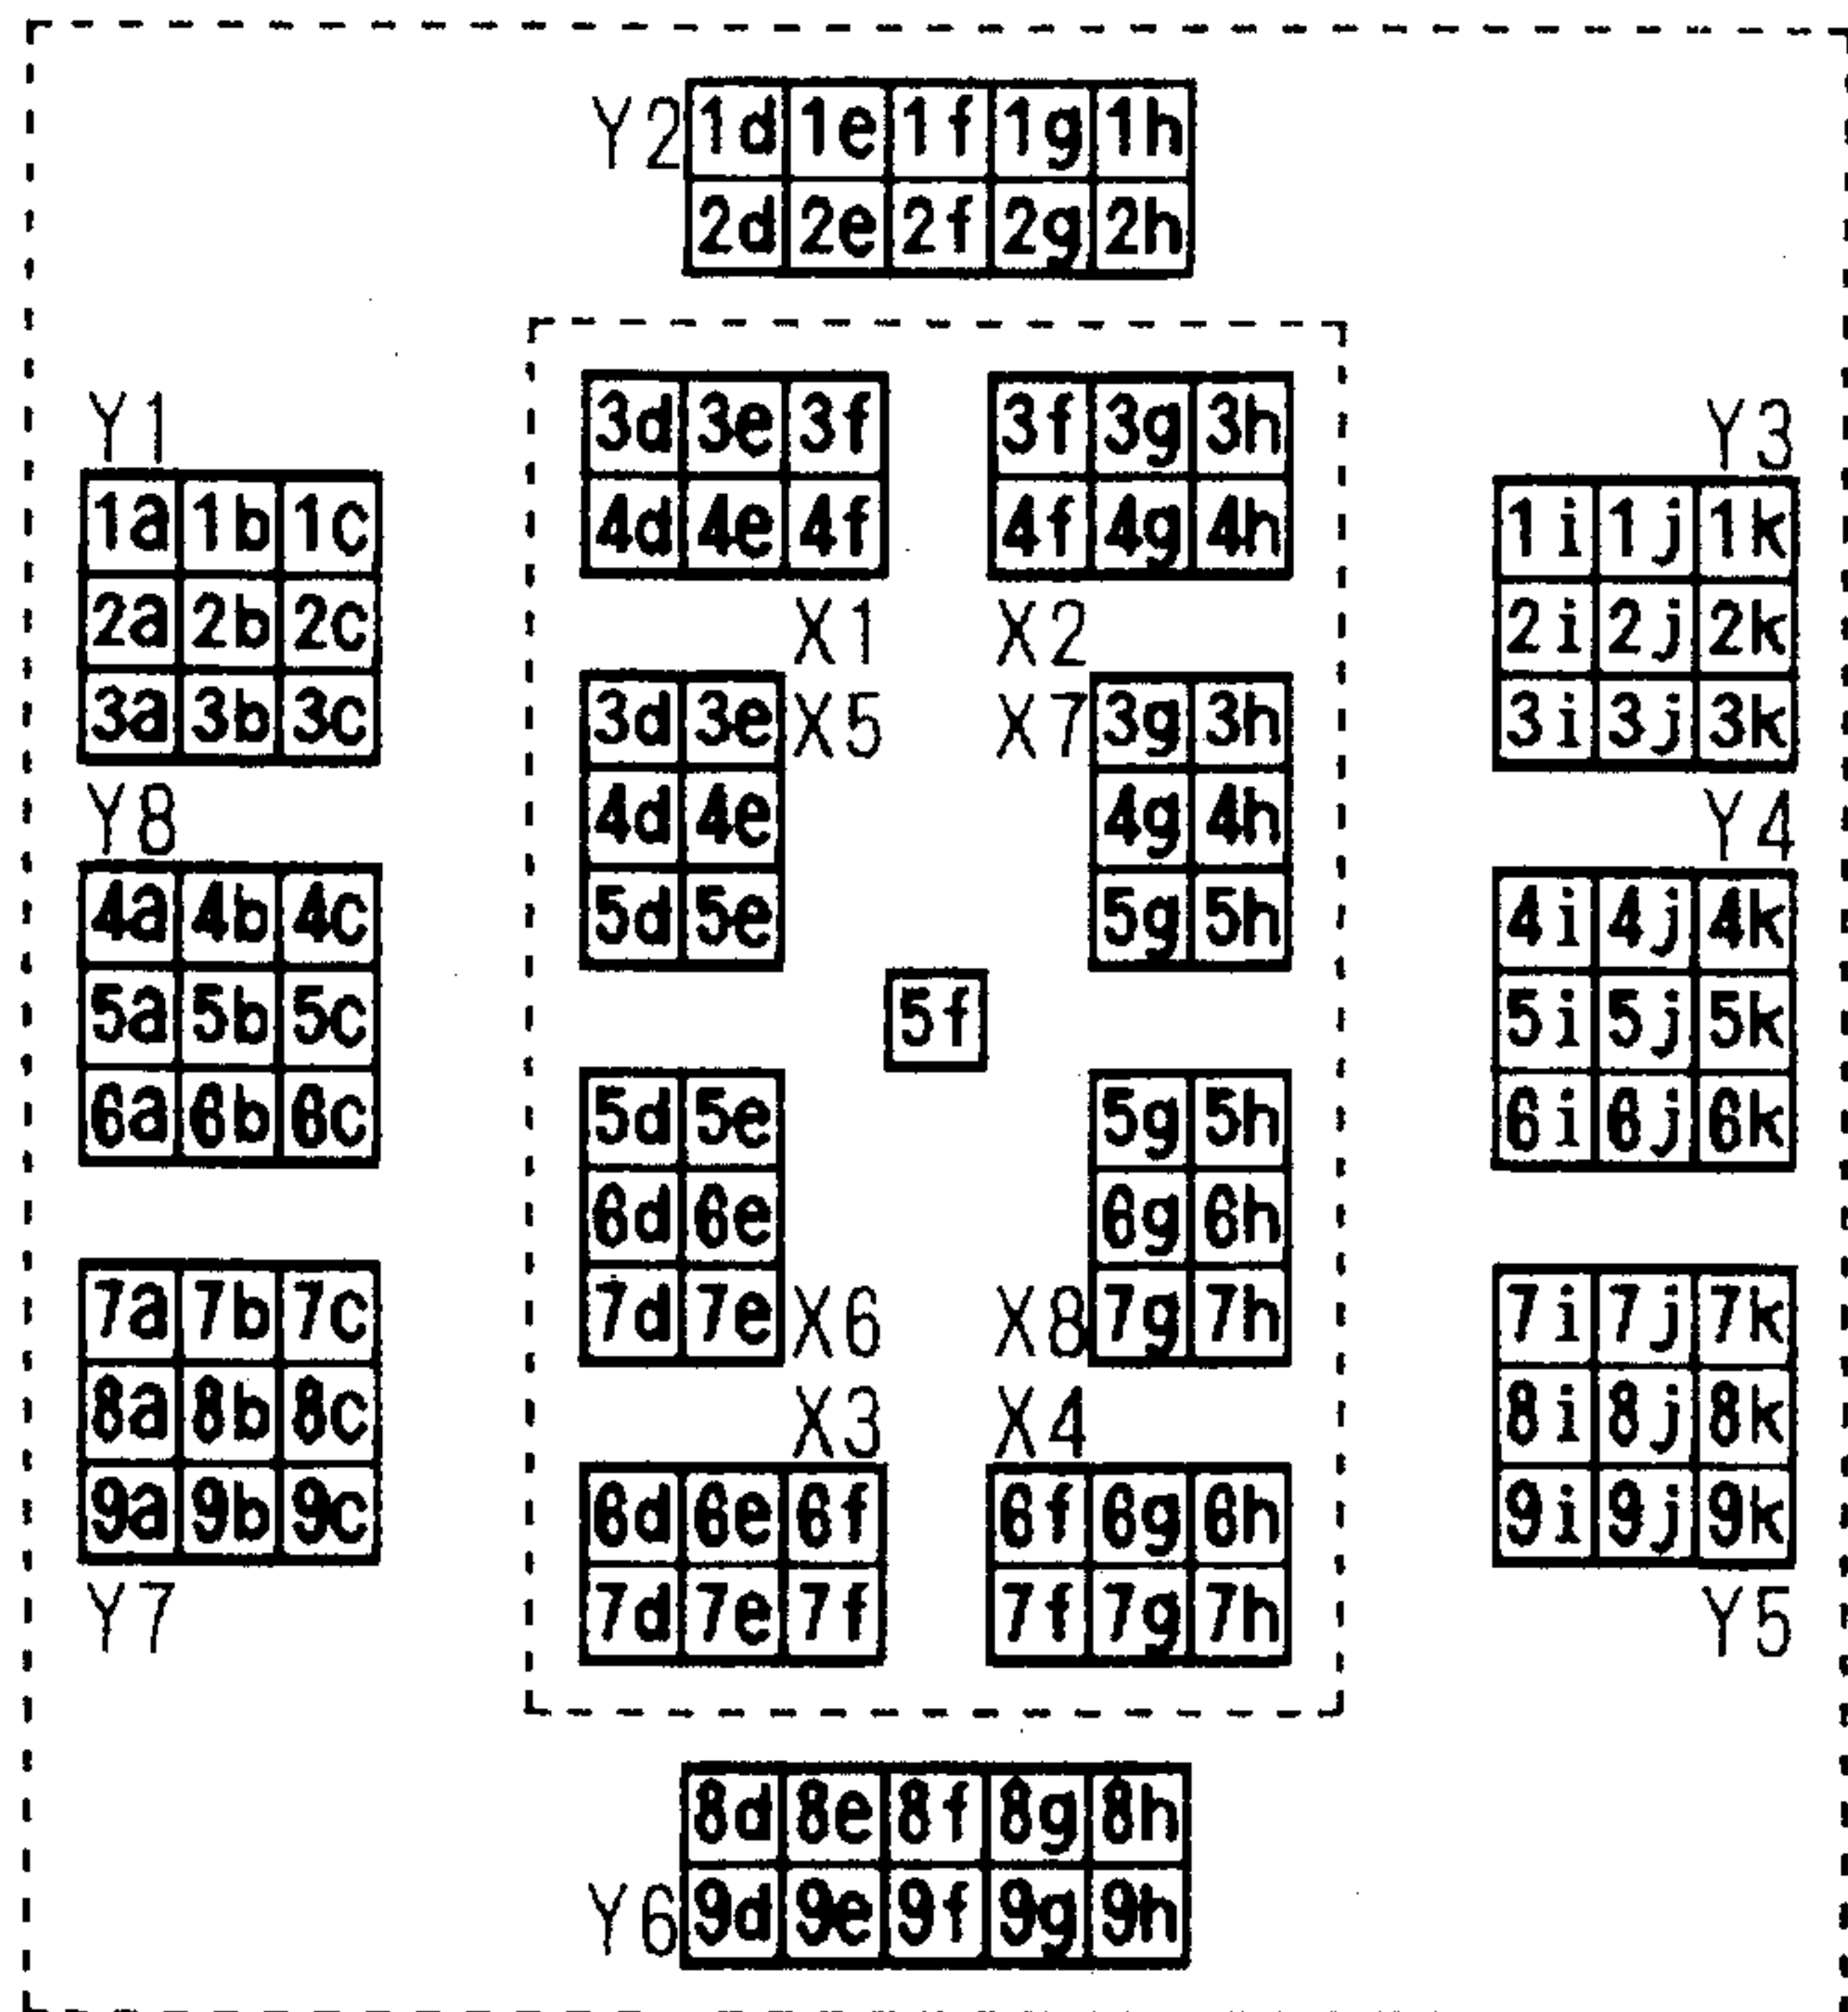 Y2
1d 1e 1f 1g 1h
2d 2e 2f 2g 2h
Y1
1a 1b 1c
2a 2b 2c
3a 3b 3c
Y8
4a 4b 4c
5a 5b 5c
6a 6b 6c
7a 7b 7c
8a 8b 8c
9a 9b 9c
Y7
3d 3e 3f
4d 4e 4f
X1
3f 3g 3h
4f 4g 4h
X2
3d 3e
4d 4e
5d 5e
X5
X7
3g 3h
4g 4h
5g 5h
5f
5d 5e
6d 6e
7d 7e
X6
5g 5h
6g 6h
7g 7h
X8
X3
6d 6e 6f
7d 7e 7f
X4
6f 6g 6h
7f 7g 7h
Y3
1i 1j 1k
2i 2j 2k
3i 3j 3k
Y4
4i 4j 4k
5i 5j 5k
6i 6j 6k
7i 7j 7k
8i 8j 8k
9i 9j 9k
Y5
8d 8e 8f 8g 8h
9d 9e 9f 9g 9h
Y6